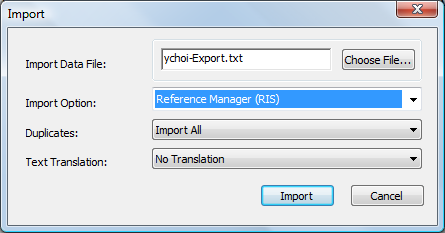 Import
Import Data File: ychoi-Export.txt Choose File...
Import Option: Reference Manager (RIS)
Duplicates: Import All
Text Translation: No Translation
Import Cancel